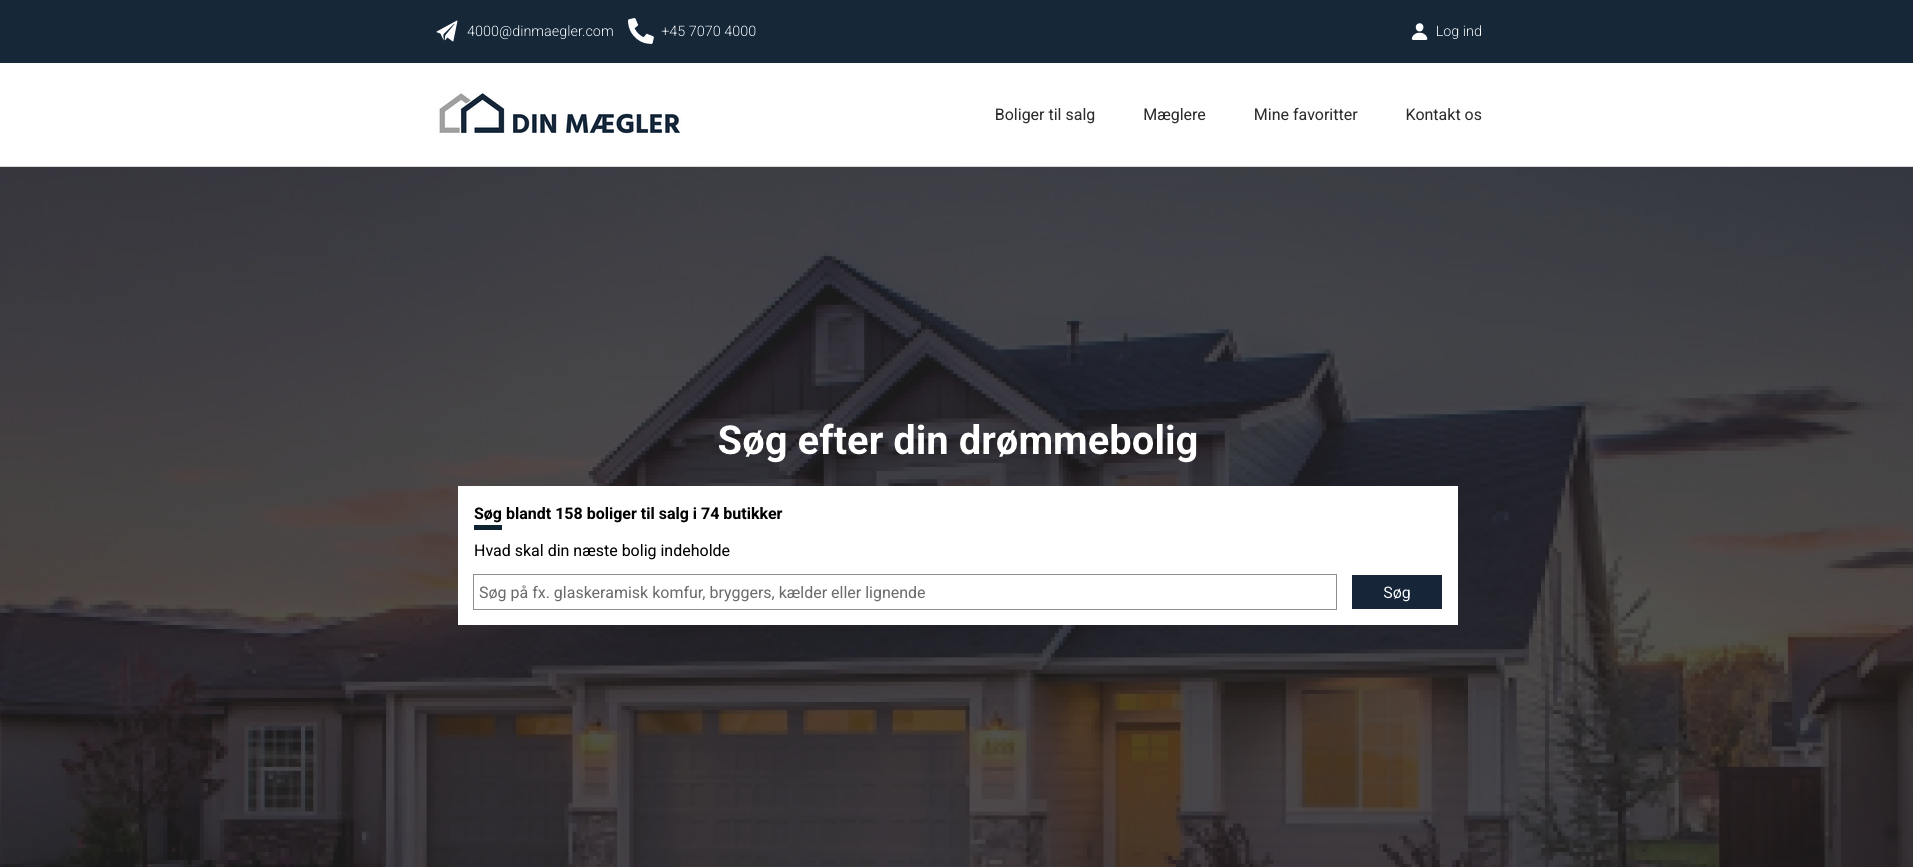 4000@dinmaegler.com +45 7070 4000 Log ind
DIN MÆGLER Boliger til salg Mæglere Mine favoritter Kontakt os
Søg efter din drømmebolig
Søg blandt 158 boliger til salg i 74 butikker
Hvad skal din næste bolig indeholde
Søg på fx. glaskeramisk komfur, bryggers, kælder eller lignende Søg